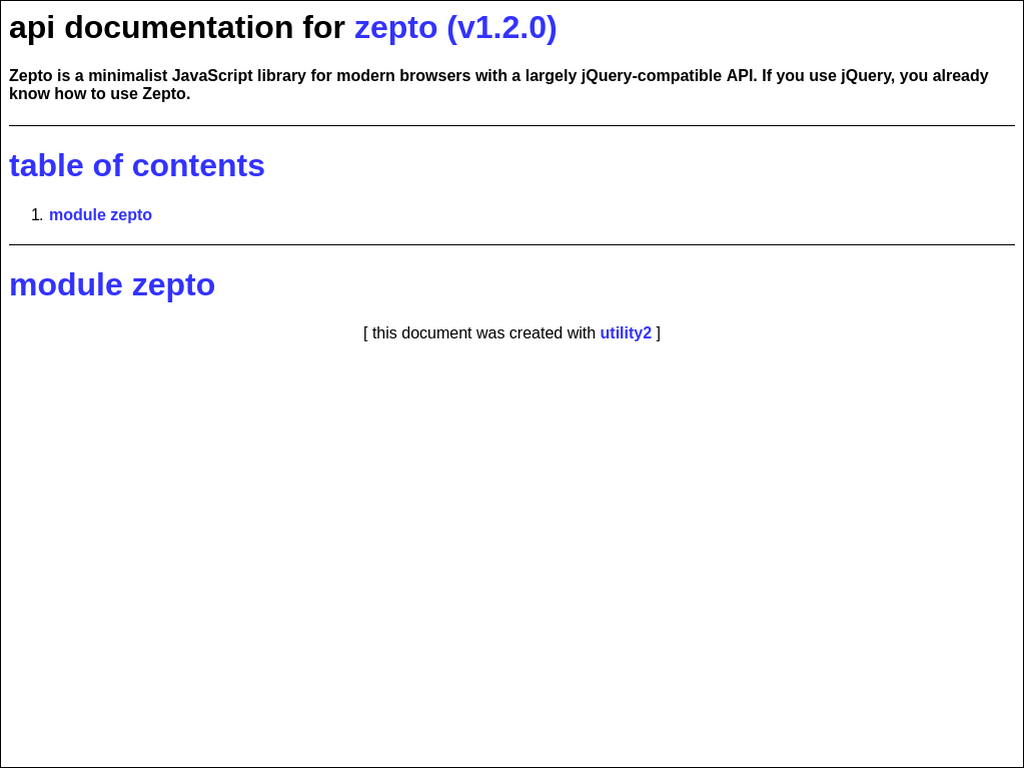 api documentation for zepto (v1.2.0)
Zepto is a minimalist JavaScript library for modern browsers with a largely jQuery-compatible API. If you use jQuery, you already
know how to use Zepto.
table of contents
1. module zepto
module zepto
[ this document was created with utility2 ]